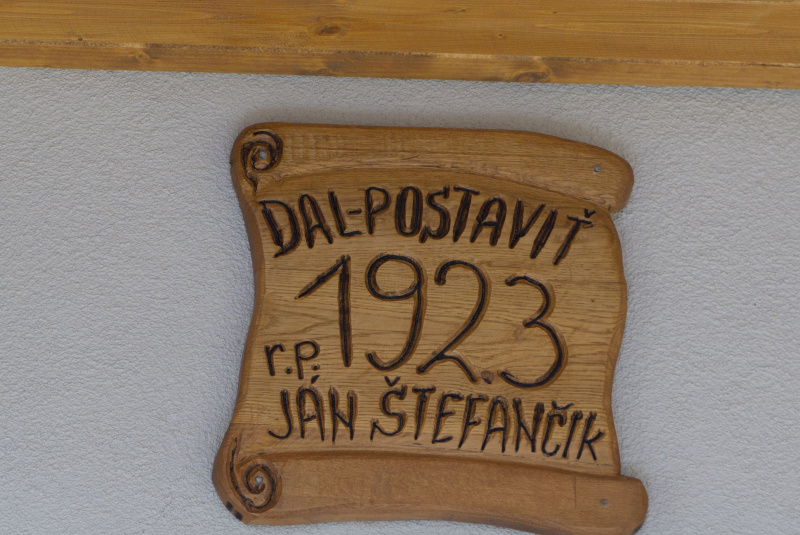 DAL-POSTAVIŤ
1923
r.p.
JÁN ŠTEFANČIK